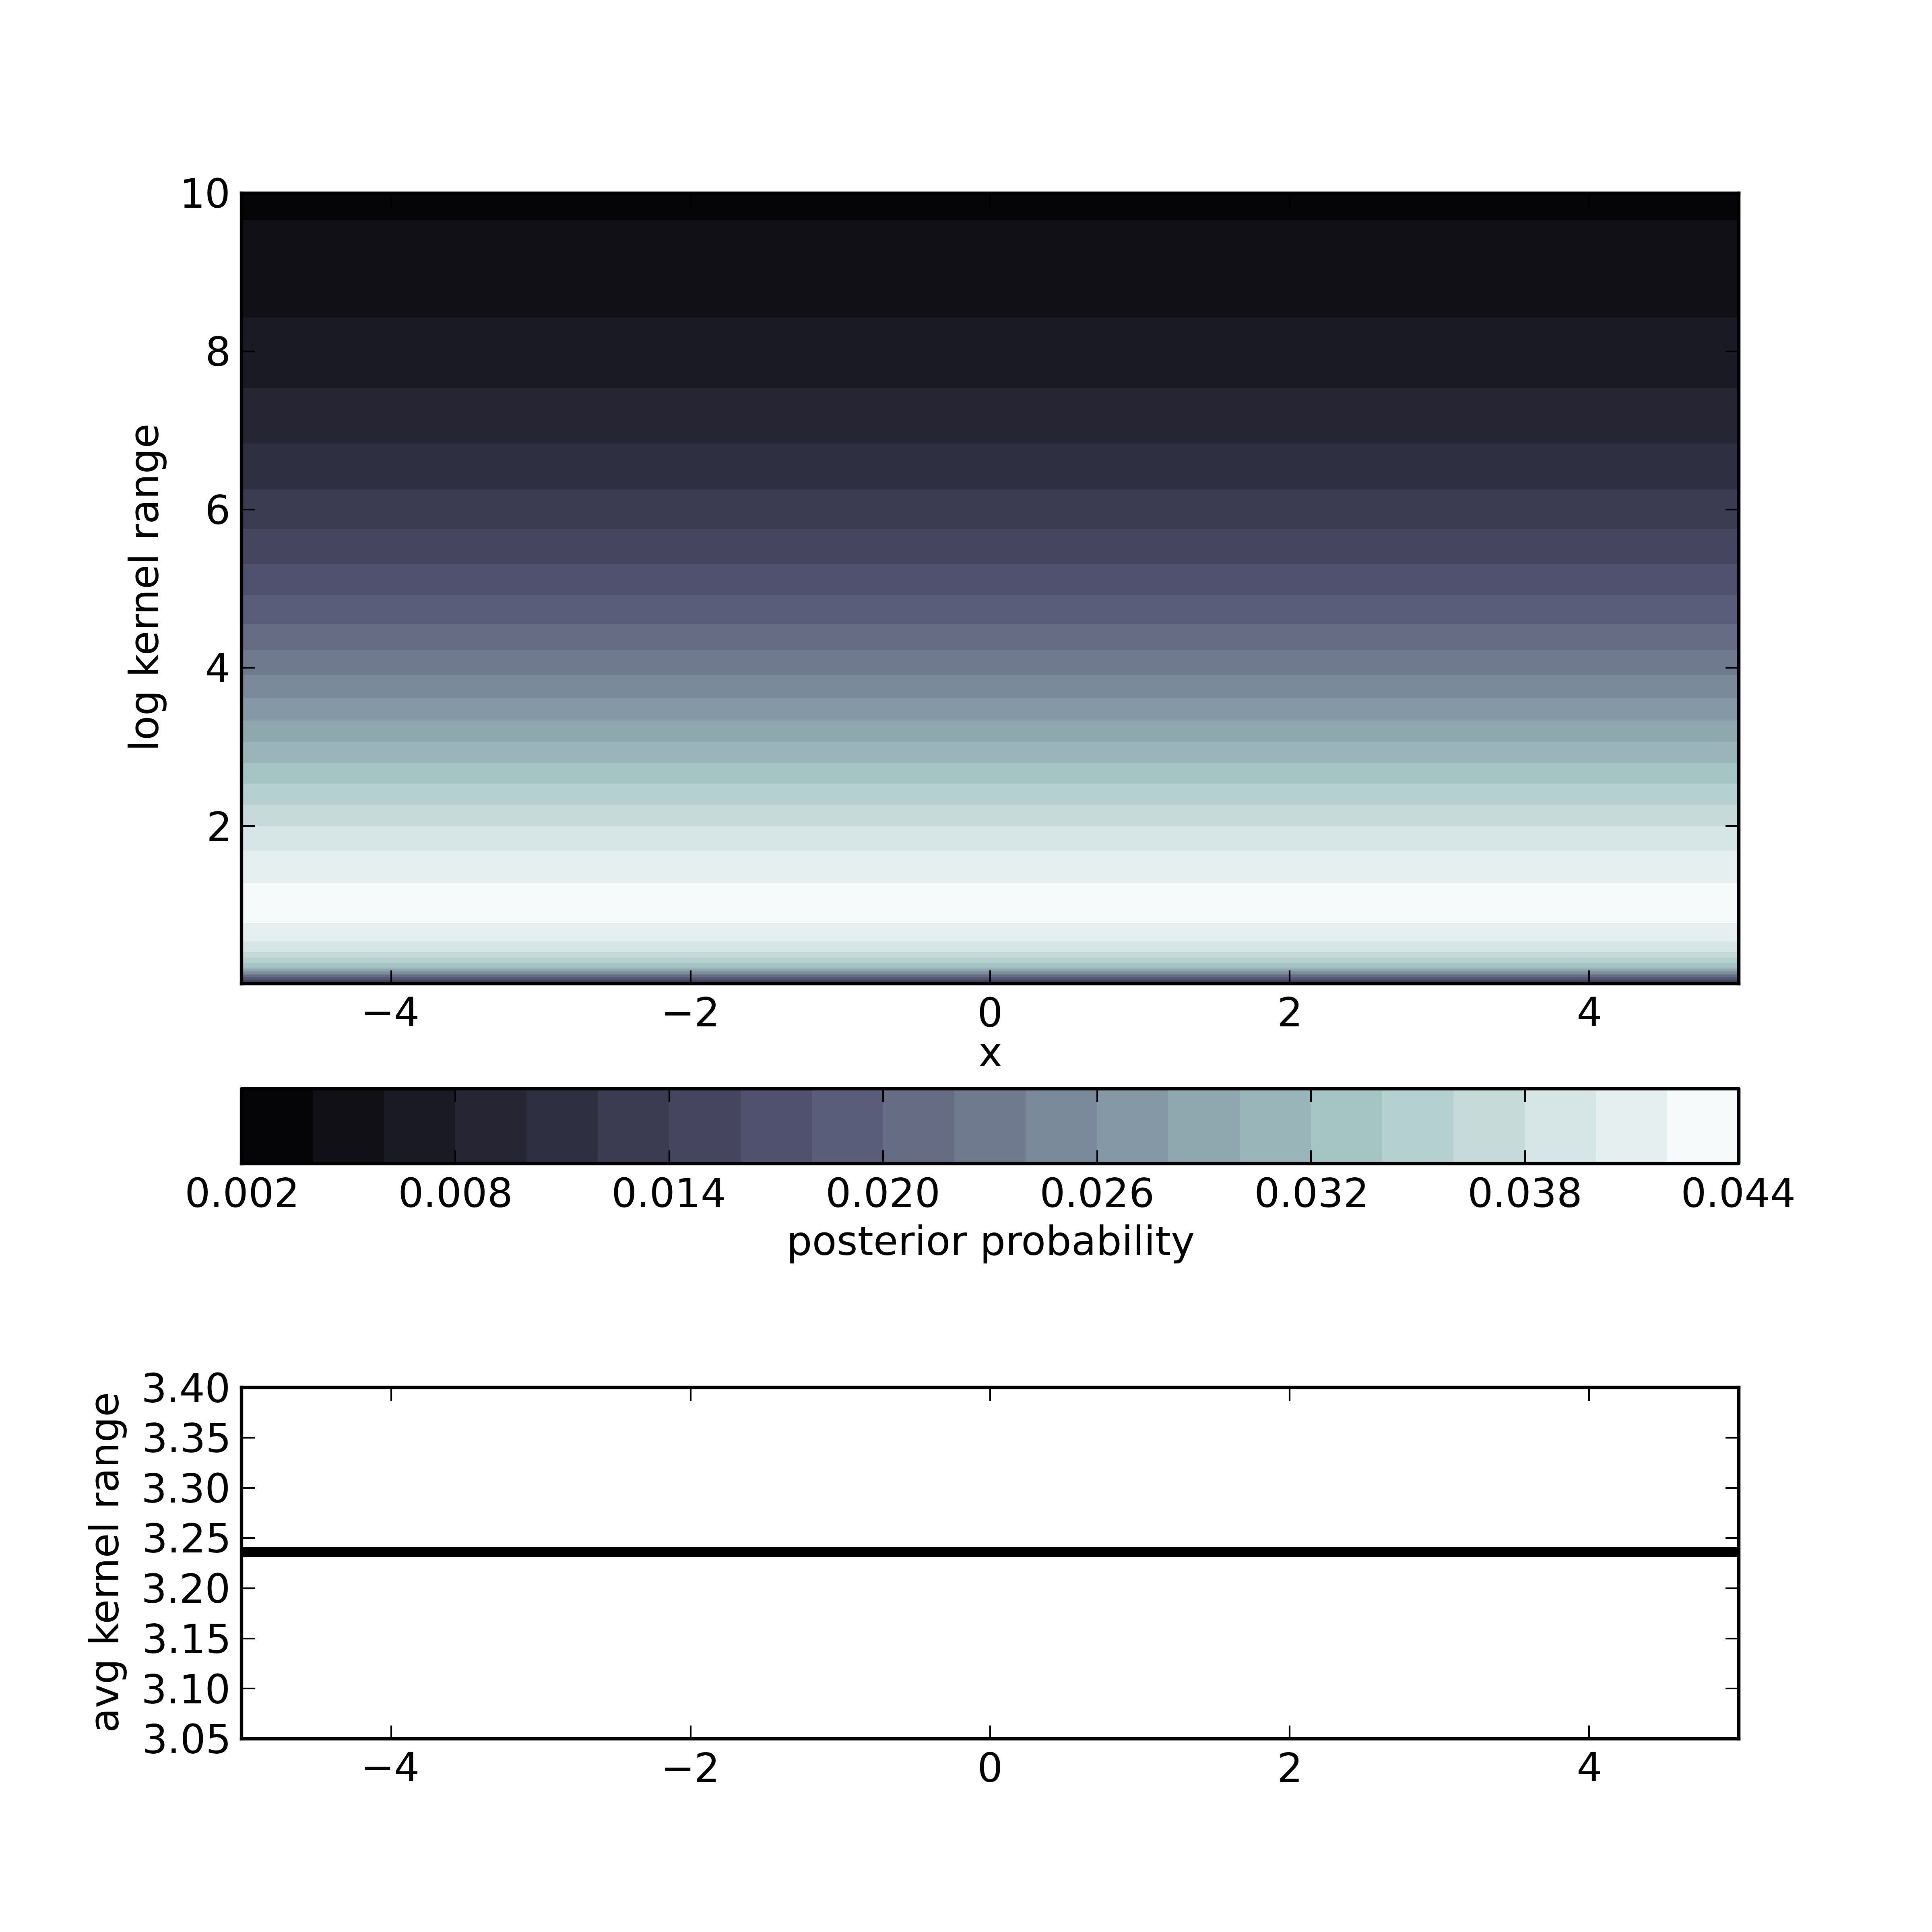 10
8
6
4
2
log kernel range
−4 −2 0 2 4
x
0.002 0.008 0.014 0.020 0.026 0.032 0.038 0.044
posterior probability
3.40
3.35
3.30
3.25
3.20
3.15
3.10
3.05
avg kernel range
−4 −2 0 2 4